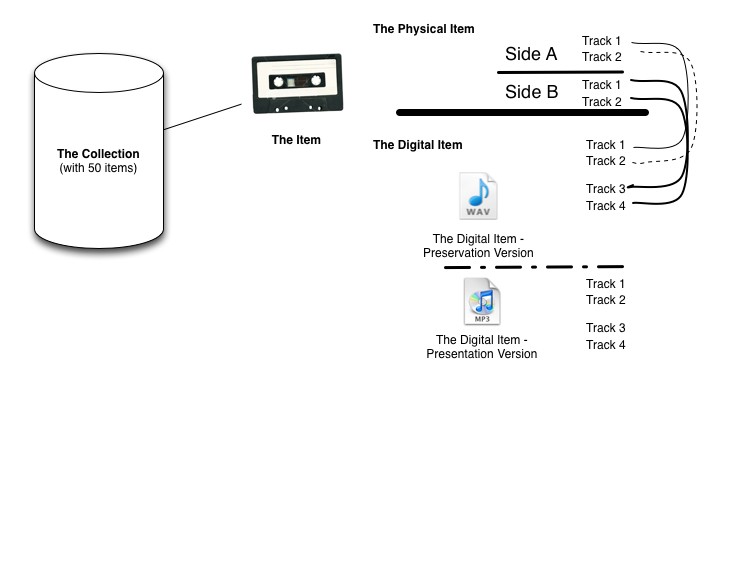 The Physical Item
Side A
Track 1
Track 2
Side B
Track 1
Track 2
The Collection
(with 50 items)
The Item
The Digital Item
Track 1
Track 2
Track 3
Track 4
WAV
The Digital Item -
Preservation Version
MP3
The Digital Item -
Presentation Version
Track 1
Track 2
Track 3
Track 4